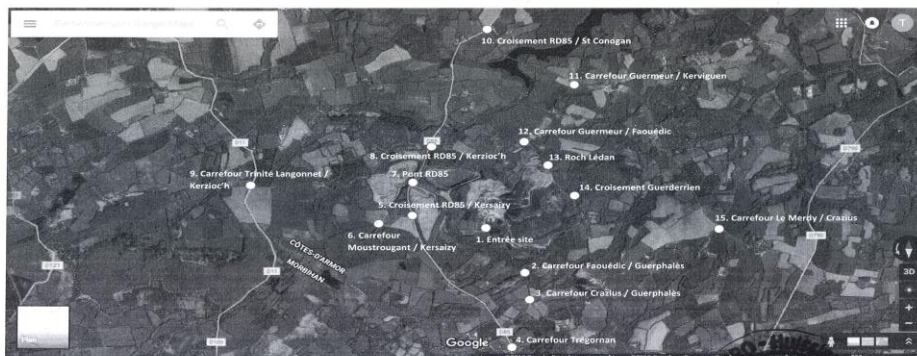 10. Croisement RD85 / St Conogan
11. Carrefour Guermeur / Kerviguen
12. Carrefour Guermeur / Faouëdic
8. Croisement RD85 / Kerzioc'h
13. Roch Lédan
9. Carrefour Trinité Langonnet /
Kerzioc'h
7. Pont RD85
14. Croisement Guerderrien
5. Croisement RD85 / Kersaizy
6. Carrefour
Moustrougant / Kersaizy
1. Entrée site
15. Carrefour Le Merdy / Crazius
CÔTES-D'ARMOR
MORBIHAN
2. Carrefour Faouëdic / Guerphalès
3. Carrefour Crazius / Guerphalès
4. Carrefour Trégornan
Google
3D
T
D790
D790
D11
Plan